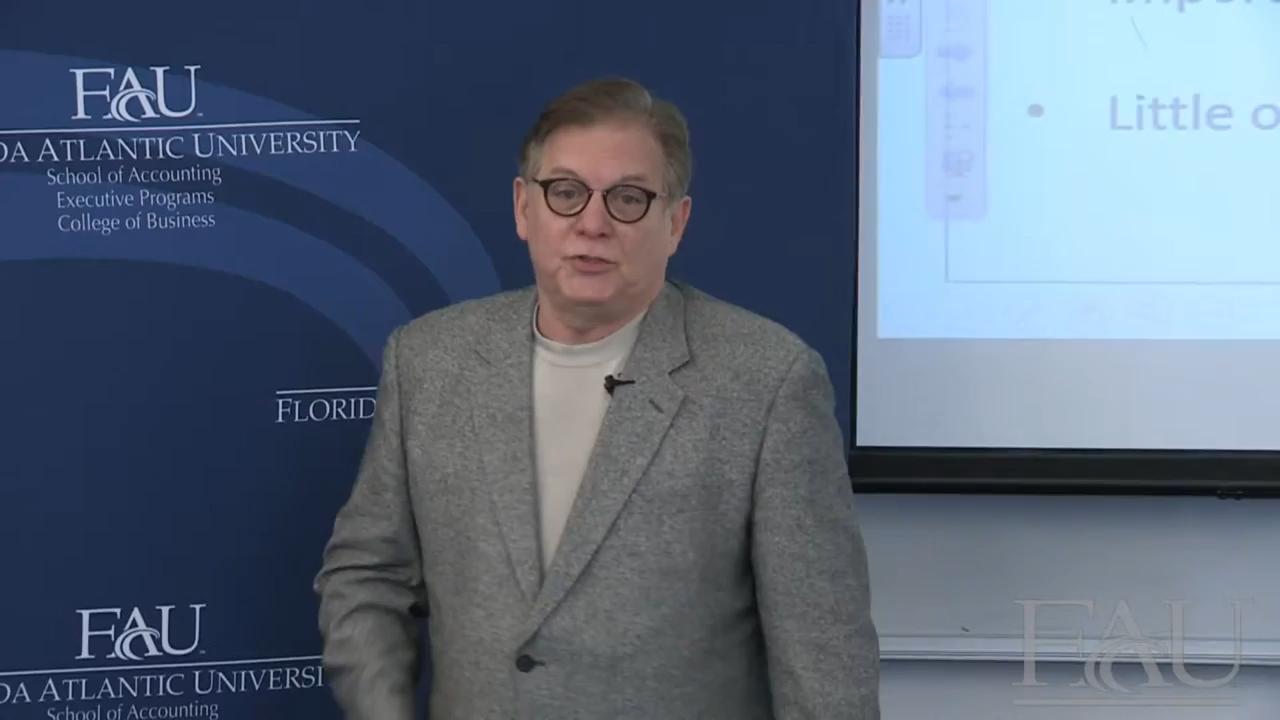 FAU
DA ATLANTIC UNIVERSITY
School of Accounting
Executive Programs
College of Business
Little o
FLORID
FAU
DA ATLANTIC UNIVERSI
School of Accounting
FAU